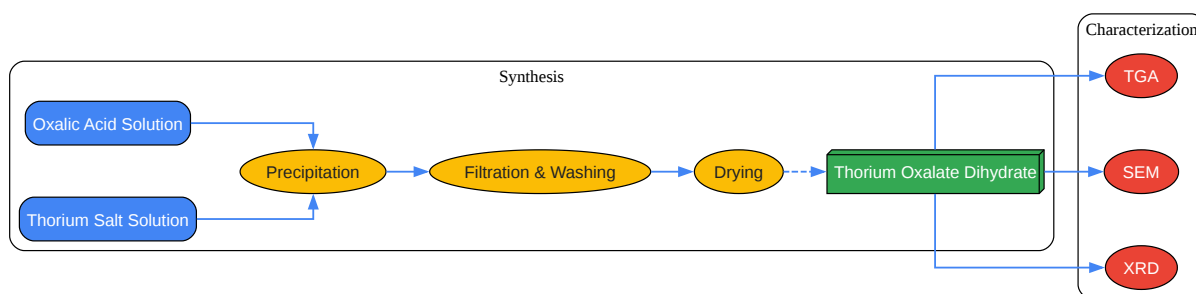 Characterization
Synthesis
TGA
Oxalic Acid Solution
Precipitation
Filtration & Washing
Drying
Thorium Oxalate Dihydrate
SEM
Thorium Salt Solution
XRD